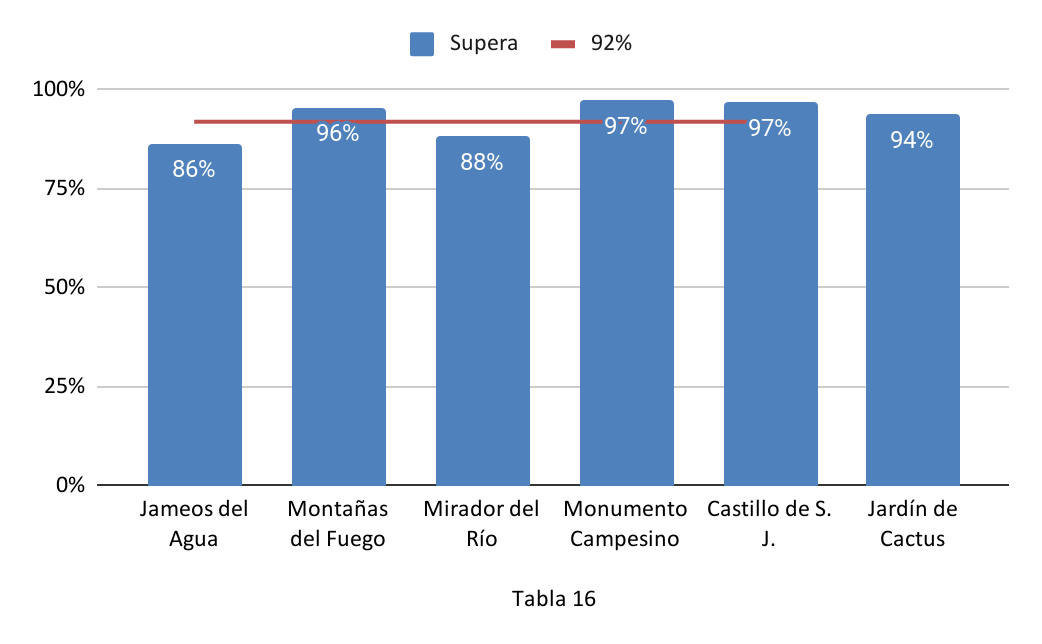 Supera 92%
100%
96% 97% 97%
86% 88% 94%
75%
50%
25%
0%
Jameos del Montañas Mirador del Monumento Castillo de S. Jardín de
Agua del Fuego Río Campesino J. Cactus
Tabla 16